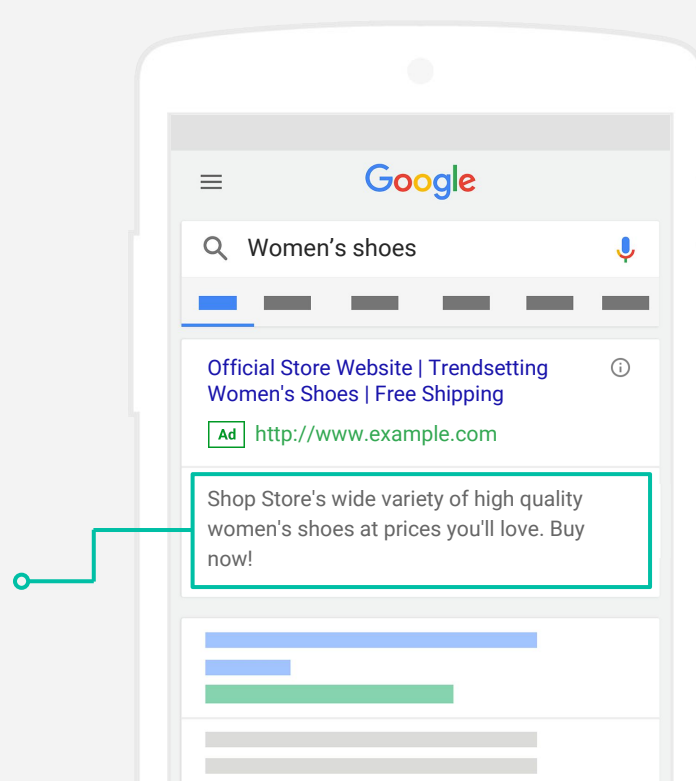 Google
Women’s shoes
Official Store Website | Trendsetting
Women's Shoes | Free Shipping
Ad http://www.example.com
Shop Store's wide variety of high quality
women's shoes at prices you'll love. Buy
now!